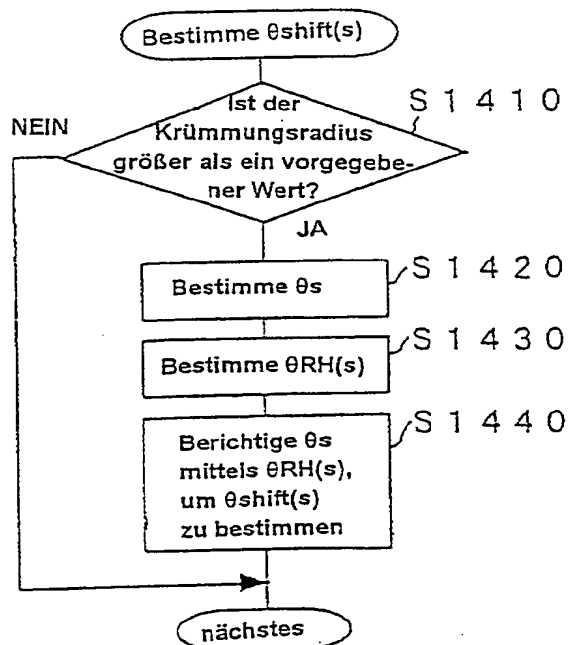 Bestimme θshift(s)
Ist der
Krümmungsradius
größer als ein vorgegebe-
ner Wert?
S1410
NEIN
JA
Bestimme θs
S1420
Bestimme θRH(s)
S1430
Berichtige θs
mittels θRH(s),
um θshift(s)
zu bestimmen
S1440
nächstes